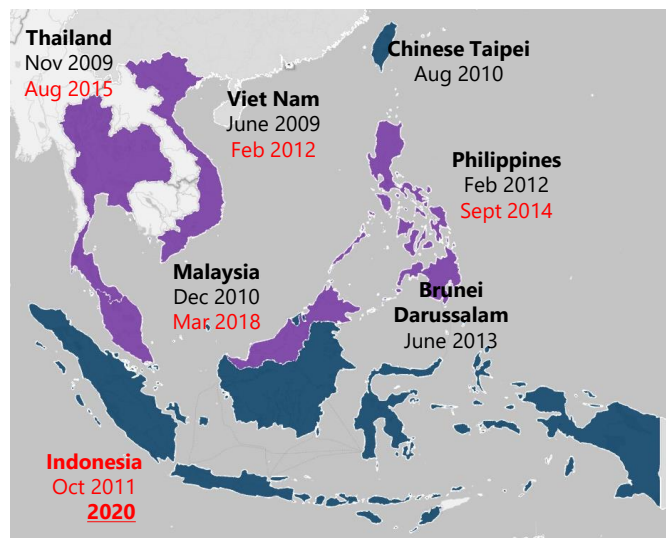 Thailand
Nov 2009
Aug 2015
Chinese Taipei
Aug 2010
Viet Nam
June 2009
Feb 2012
Philippines
Feb 2012
Sept 2014
Malaysia
Dec 2010
Mar 2018
Brunei
Darussalam
June 2013
Indonesia
Oct 2011
2020